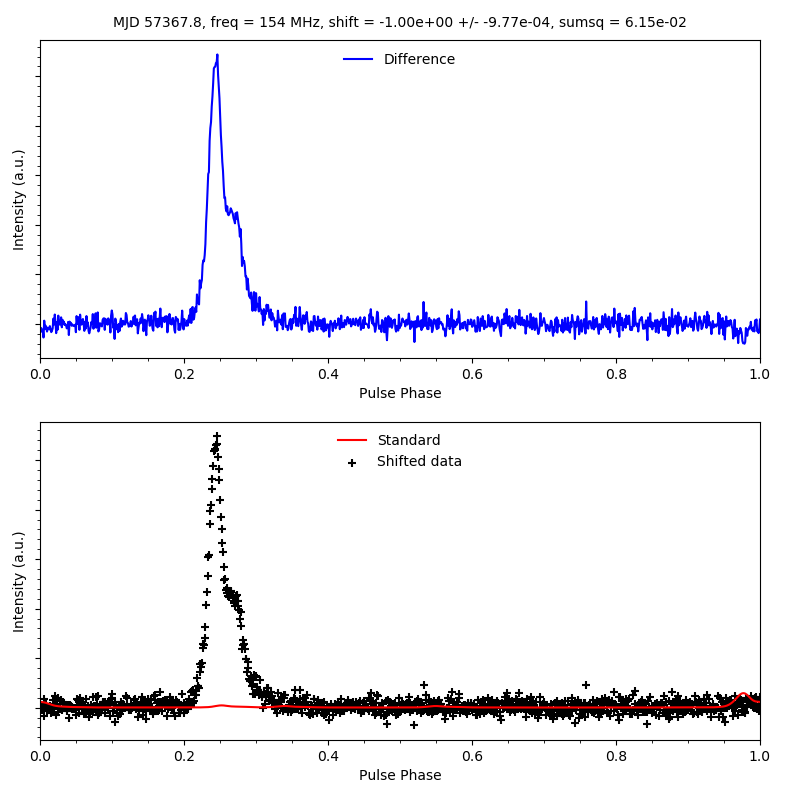 MJD 57367.8, freq = 154 MHz, shift = -1.00e+00 +/- -9.77e-04, sumsq = 6.15e-02
Difference
Intensity (a.u.)
0.0 0.2 0.4 0.6 0.8 1.0
Pulse Phase
Standard
Shifted data
Intensity (a.u.)
0.0 0.2 0.4 0.6 0.8 1.0
Pulse Phase